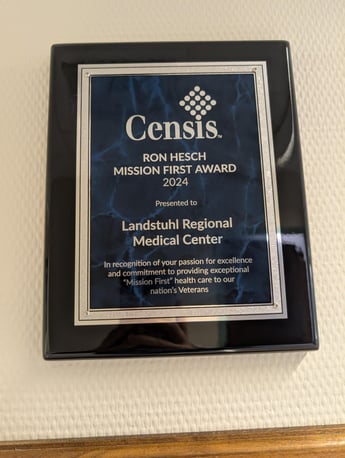 Censis™
RON HESCH
MISSION FIRST AWARD
2024
Presented to
Landstuhl Regional
Medical Center
In recognition of your passion for excellence
and commitment to providing exceptional
"Mission First" health care to our
nation's Veterans